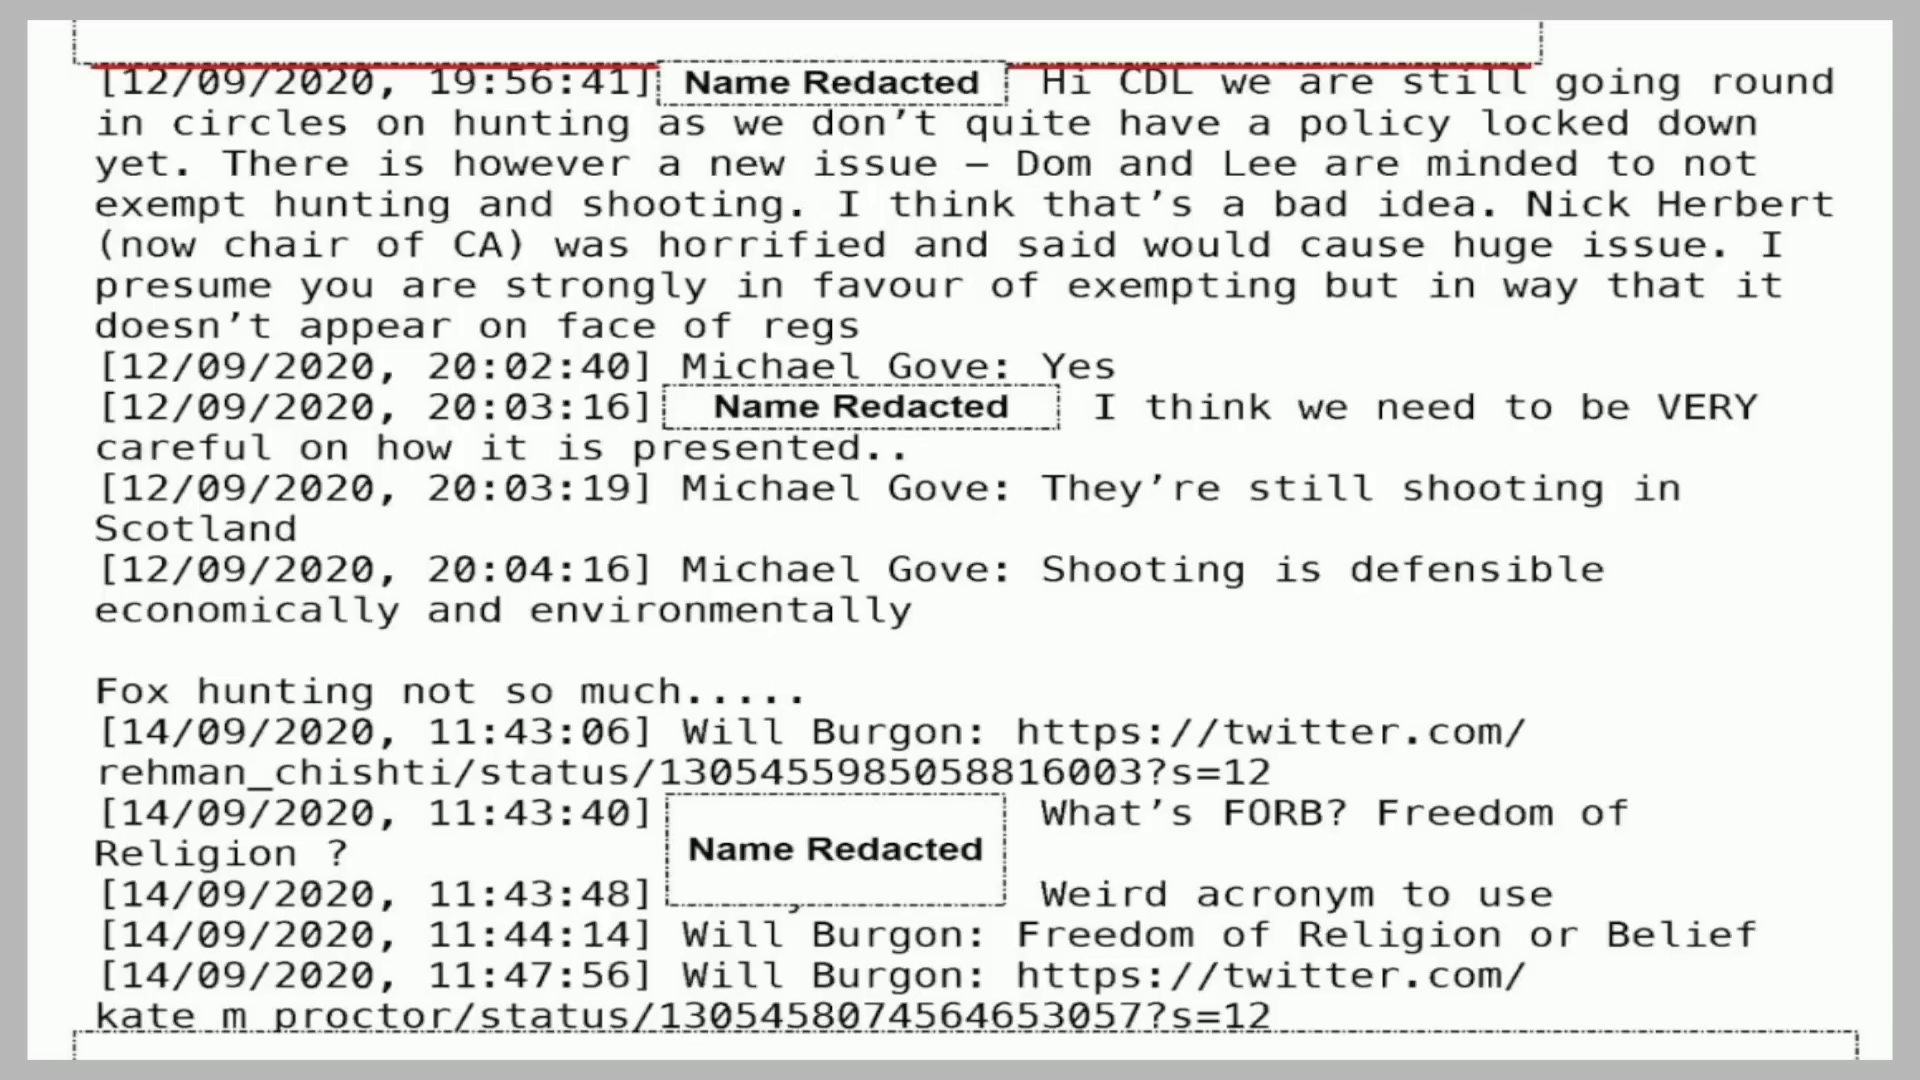 [12/09/2020, 19:56:41] Name Redacted Hi CDL we are still going round
in circles on hunting as we don’t quite have a policy locked down
yet. There is however a new issue – Dom and Lee are minded to not
exempt hunting and shooting. I think that’s a bad idea. Nick Herbert
(now chair of CA) was horrified and said would cause huge issue. I
presume you are strongly in favour of exempting but in way that it
doesn’t appear on face of regs
[12/09/2020, 20:02:40] Michael Gove: Yes
[12/09/2020, 20:03:16] Name Redacted I think we need to be VERY
careful on how it is presented..
[12/09/2020, 20:03:19] Michael Gove: They’re still shooting in
Scotland
[12/09/2020, 20:04:16] Michael Gove: Shooting is defensible
economically and environmentally
Fox hunting not so much.....
[14/09/2020, 11:43:06] Will Burgon: https://twitter.com/
rehman_chishti/status/1305455985058816003?s=12
[14/09/2020, 11:43:40] What’s FORB? Freedom of
Religion ? Name Redacted
[14/09/2020, 11:43:48] Weird acronym to use
[14/09/2020, 11:44:14] Will Burgon: Freedom of Religion or Belief
[14/09/2020, 11:47:56] Will Burgon: https://twitter.com/
kate_m_proctor/status/1305458074564653057?s=12